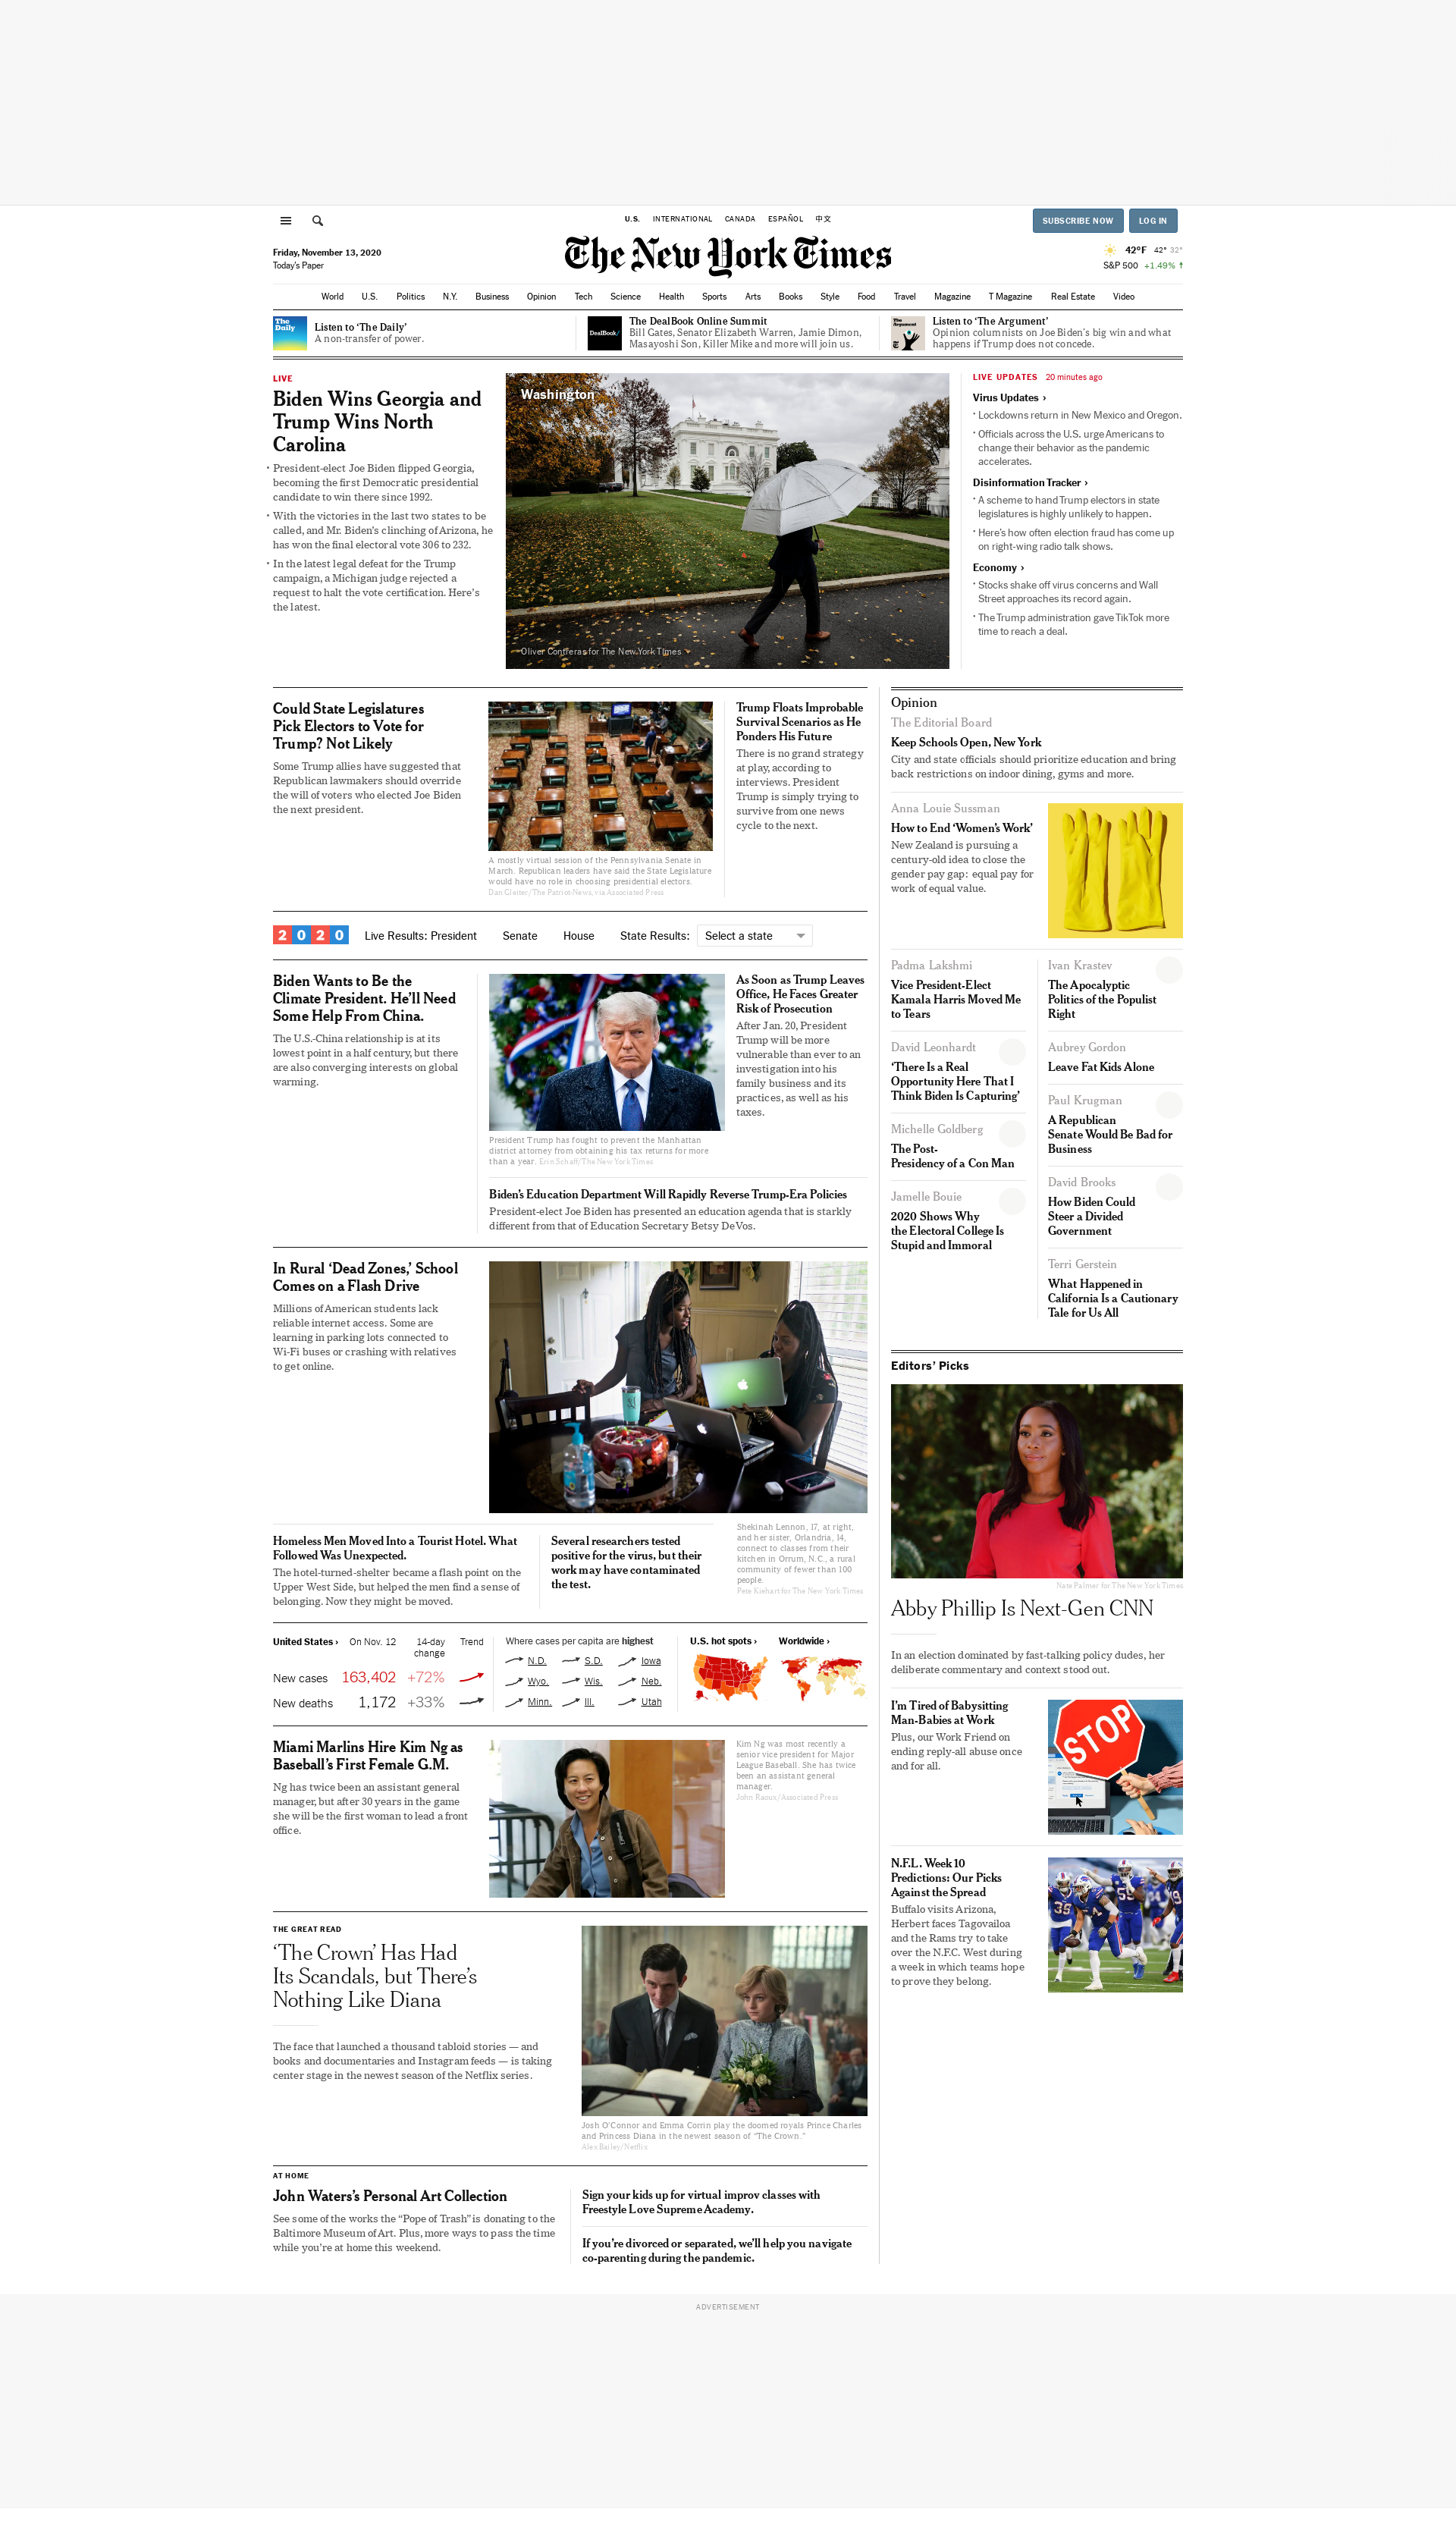 U.S. INTERNATIONAL CANADA ESPAÑOL 中文
SUBSCRIBE NOW LOG IN
Friday, November 13, 2020
Today's Paper
The New York Times
42°F 42° 32°
S&P 500 +1.49%
World U.S. Politics N.Y. Business Opinion Tech Science Health Sports Arts Books Style Food Travel Magazine T Magazine Real Estate Video
The
Daily
Listen to ‘The Daily’
A non-transfer of power.
DealBook/
The DealBook Online Summit
Bill Gates, Senator Elizabeth Warren, Jamie Dimon,
Masayoshi Son, Killer Mike and more will join us.
The
Argument
Listen to ‘The Argument’
Opinion columnists on Joe Biden’s big win and what
happens if Trump does not concede.
LIVE
Biden Wins Georgia and
Trump Wins North
Carolina
• President-elect Joe Biden flipped Georgia,
becoming the first Democratic presidential
candidate to win there since 1992.
• With the victories in the last two states to be
called, and Mr. Biden’s clinching of Arizona, he
has won the final electoral vote 306 to 232.
• In the latest legal defeat for the Trump
campaign, a Michigan judge rejected a
request to halt the vote certification. Here’s
the latest.
Washington
Oliver Contreras for The New York Times
LIVE UPDATES 20 minutes ago
Virus Updates ›
• Lockdowns return in New Mexico and Oregon.
• Officials across the U.S. urge Americans to
change their behavior as the pandemic
accelerates.
Disinformation Tracker ›
• A scheme to hand Trump electors in state
legislatures is highly unlikely to happen.
• Here’s how often election fraud has come up
on right-wing radio talk shows.
Economy ›
• Stocks shake off virus concerns and Wall
Street approaches its record again.
• The Trump administration gave TikTok more
time to reach a deal.
Could State Legislatures
Pick Electors to Vote for
Trump? Not Likely
Some Trump allies have suggested that
Republican lawmakers should override
the will of voters who elected Joe Biden
the next president.
A mostly virtual session of the Pennsylvania Senate in
March. Republican leaders have said the State Legislature
would have no role in choosing presidential electors.
Dan Gleiter/The Patriot-News, via Associated Press
Trump Floats Improbable
Survival Scenarios as He
Ponders His Future
There is no grand strategy
at play, according to
interviews. President
Trump is simply trying to
survive from one news
cycle to the next.
2020 Live Results: President Senate House State Results: Select a state
Biden Wants to Be the
Climate President. He’ll Need
Some Help From China.
The U.S.-China relationship is at its
lowest point in a half century, but there
are also converging interests on global
warming.
President Trump has fought to prevent the Manhattan
district attorney from obtaining his tax returns for more
than a year. Erin Schaff/The New York Times
As Soon as Trump Leaves
Office, He Faces Greater
Risk of Prosecution
After Jan. 20, President
Trump will be more
vulnerable than ever to an
investigation into his
family business and its
practices, as well as his
taxes.
Biden’s Education Department Will Rapidly Reverse Trump-Era Policies
President-elect Joe Biden has presented an education agenda that is starkly
different from that of Education Secretary Betsy DeVos.
In Rural ‘Dead Zones,’ School
Comes on a Flash Drive
Millions of American students lack
reliable internet access. Some are
learning in parking lots connected to
Wi-Fi buses or crashing with relatives
to get online.
Shekinah Lennon, 17, at right,
and her sister, Orlandria, 14,
connect to classes from their
kitchen in Orrum, N.C., a rural
community of fewer than 100
people.
Pete Kiehart for The New York Times
Homeless Men Moved Into a Tourist Hotel. What
Followed Was Unexpected.
The hotel-turned-shelter became a flash point on the
Upper West Side, but helped the men find a sense of
belonging. Now they might be moved.
Several researchers tested
positive for the virus, but their
work may have contaminated
the test.
United States › On Nov. 12 14-day
change Trend
New cases 163,402 +72%
New deaths 1,172 +33%
Where cases per capita are highest
N.D. S.D. Iowa
Wyo. Wis. Neb.
Minn. Ill. Utah
U.S. hot spots › Worldwide ›
Miami Marlins Hire Kim Ng as
Baseball’s First Female G.M.
Ng has twice been an assistant general
manager, but after 30 years in the game
she will be the first woman to lead a front
office.
Kim Ng was most recently a
senior vice president for Major
League Baseball. She has twice
been an assistant general
manager.
John Raoux/Associated Press
THE GREAT READ
‘The Crown’ Has Had
Its Scandals, but There’s
Nothing Like Diana
The face that launched a thousand tabloid stories — and
books and documentaries and Instagram feeds — is taking
center stage in the newest season of the Netflix series.
Josh O’Connor and Emma Corrin play the doomed royals Prince Charles
and Princess Diana in the newest season of “The Crown.”
Alex Bailey/Netflix
AT HOME
John Waters’s Personal Art Collection
See some of the works the “Pope of Trash” is donating to the
Baltimore Museum of Art. Plus, more ways to pass the time
while you’re at home this weekend.
Sign your kids up for virtual improv classes with
Freestyle Love Supreme Academy.
If you’re divorced or separated, we’ll help you navigate
co-parenting during the pandemic.
Opinion
The Editorial Board
Keep Schools Open, New York
City and state officials should prioritize education and bring
back restrictions on indoor dining, gyms and more.
Anna Louie Sussman
How to End ‘Women’s Work’
New Zealand is pursuing a
century-old idea to close the
gender pay gap: equal pay for
work of equal value.
Padma Lakshmi
Vice President-Elect
Kamala Harris Moved Me
to Tears
David Leonhardt
‘There Is a Real
Opportunity Here That I
Think Biden Is Capturing’
Michelle Goldberg
The Post-
Presidency of a Con Man
Jamelle Bouie
2020 Shows Why
the Electoral College Is
Stupid and Immoral
Ivan Krastev
The Apocalyptic
Politics of the Populist
Right
Aubrey Gordon
Leave Fat Kids Alone
Paul Krugman
A Republican
Senate Would Be Bad for
Business
David Brooks
How Biden Could
Steer a Divided
Government
Terri Gerstein
What Happened in
California Is a Cautionary
Tale for Us All
Editors’ Picks
Nate Palmer for The New York Times
Abby Phillip Is Next-Gen CNN
In an election dominated by fast-talking policy dudes, her
deliberate commentary and context stood out.
I’m Tired of Babysitting
Man-Babies at Work
Plus, our Work Friend on
ending reply-all abuse once
and for all.
STOP
N.F.L. Week 10
Predictions: Our Picks
Against the Spread
Buffalo visits Arizona,
Herbert faces Tagovailoa
and the Rams try to take
over the N.F.C. West during
a week in which teams hope
to prove they belong.
ADVERTISEMENT